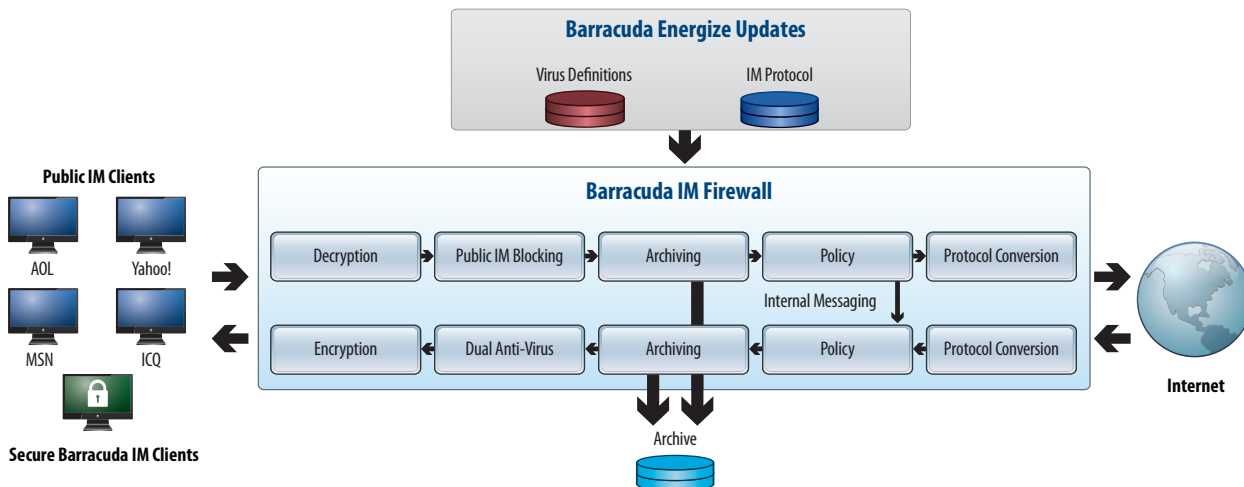 Barracuda Energize Updates
Virus Definitions
IM Protocol
Public IM Clients
AOL
Yahoo!
MSN
ICQ
Secure Barracuda IM Clients
Barracuda IM Firewall
Decryption
Public IM Blocking
Archiving
Policy
Protocol Conversion
Internal Messaging
Encryption
Dual Anti-Virus
Archiving
Policy
Protocol Conversion
Internet
Archive